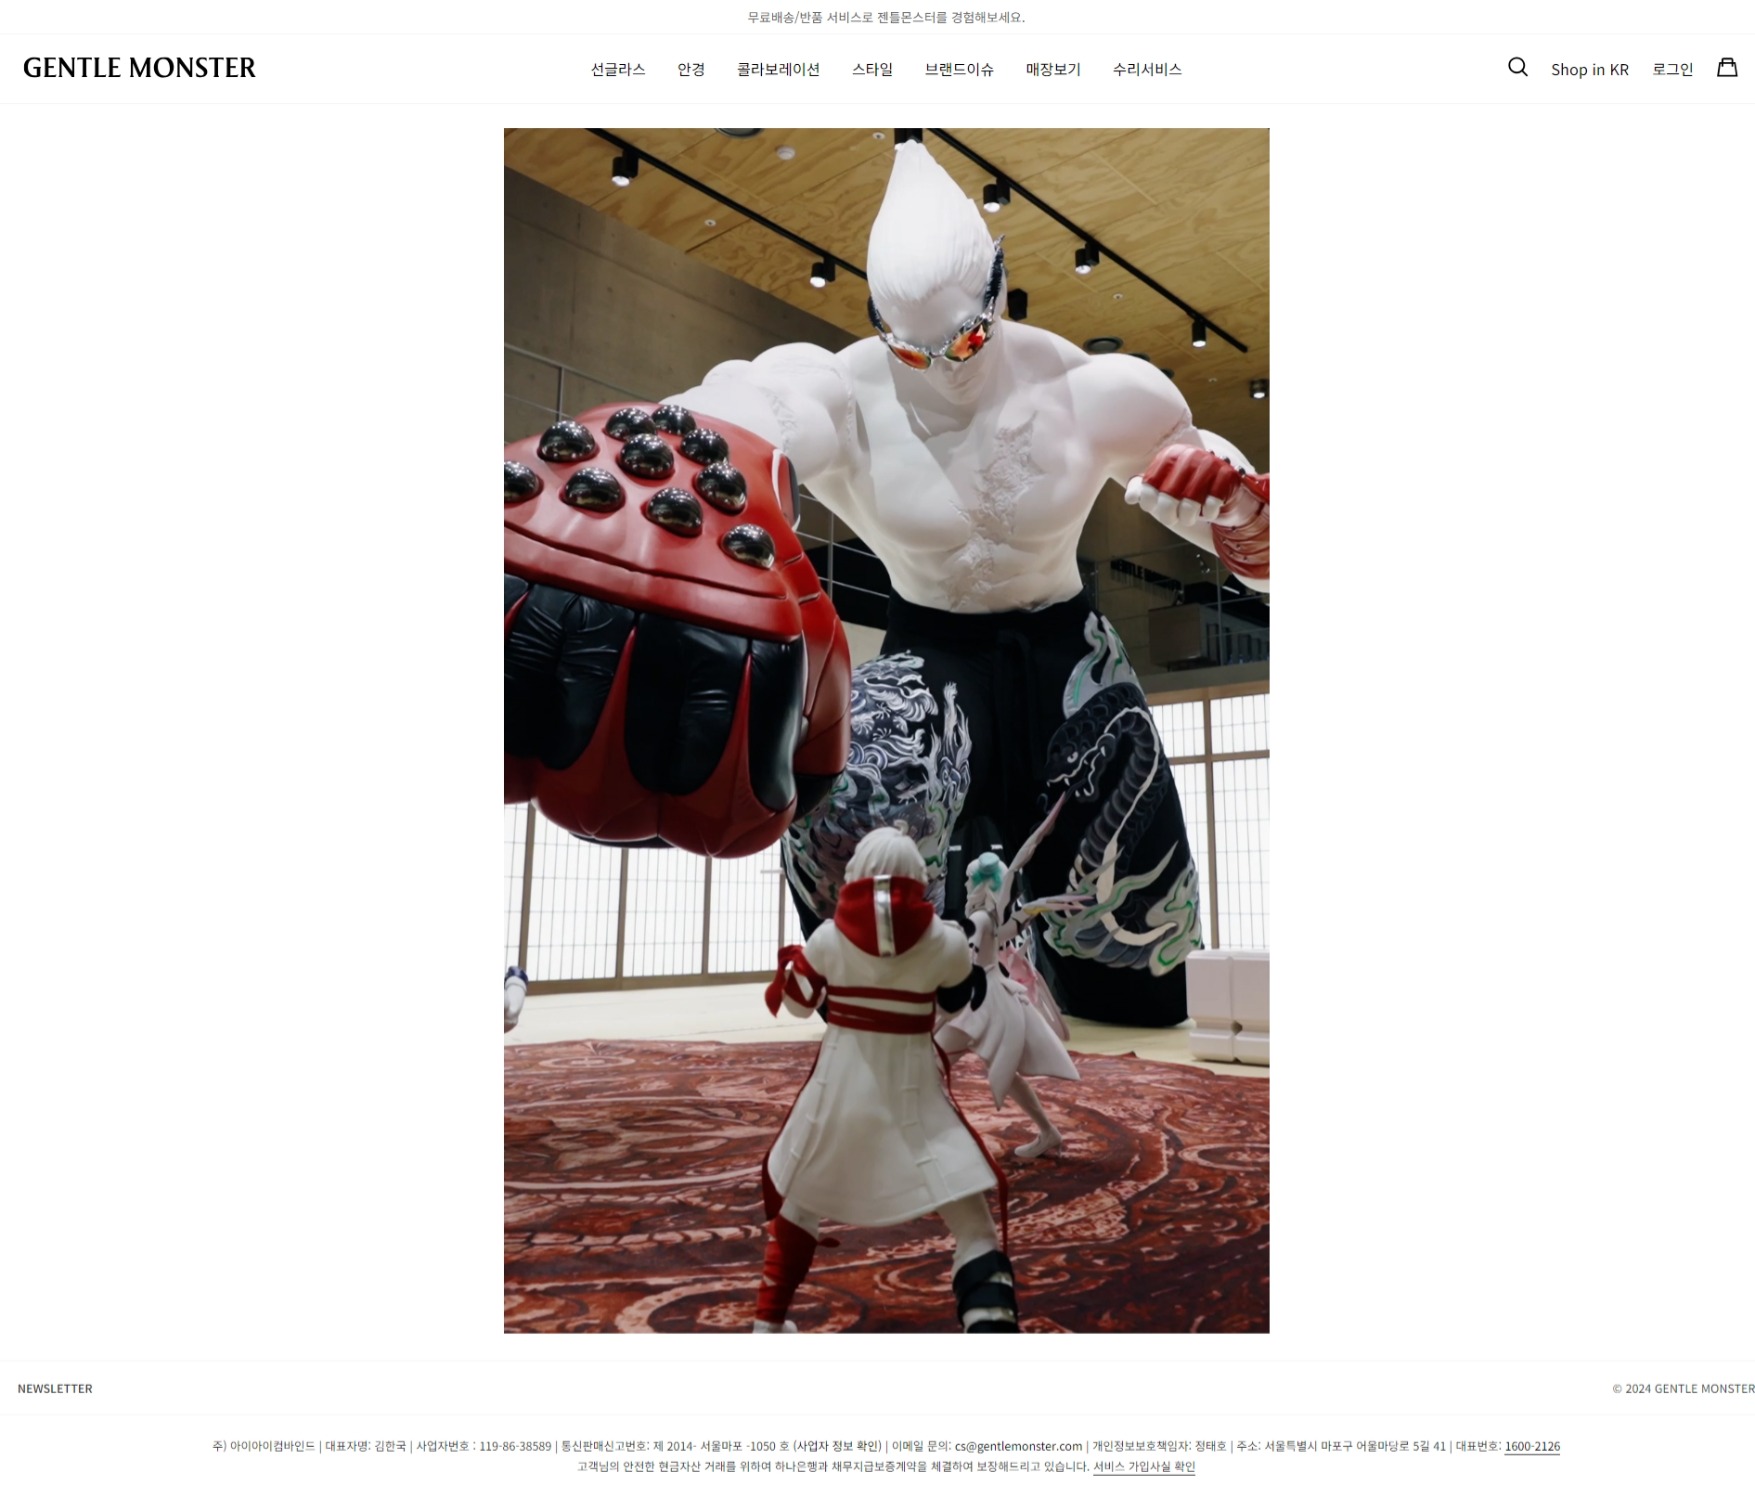 무료배송/반품 서비스로 젠틀몬스터를 경험해보세요.
GENTLE MONSTER 선글라스 안경 콜라보레이션 스타일 브랜드이슈 매장보기 수리서비스 Shop in KR 로그인
GENTLE MONSTER
NEWSLETTER © 2024 GENTLE MONSTER
주) 아이아이컴바인드 | 대표자명: 김한국 | 사업자번호 : 119-86-38589 | 통신판매신고번호: 제 2014- 서울마포 -1050 호 (사업자 정보 확인) | 이메일 문의: cs@gentlemonster.com | 개인정보보호책임자: 정태호 | 주소: 서울특별시 마포구 어울마당로 5길 41 | 대표번호: 1600-2126
고객님의 안전한 현금자산 거래를 위하여 하나은행과 채무지급보증계약을 체결하여 보장해드리고 있습니다. 서비스 가입사실 확인